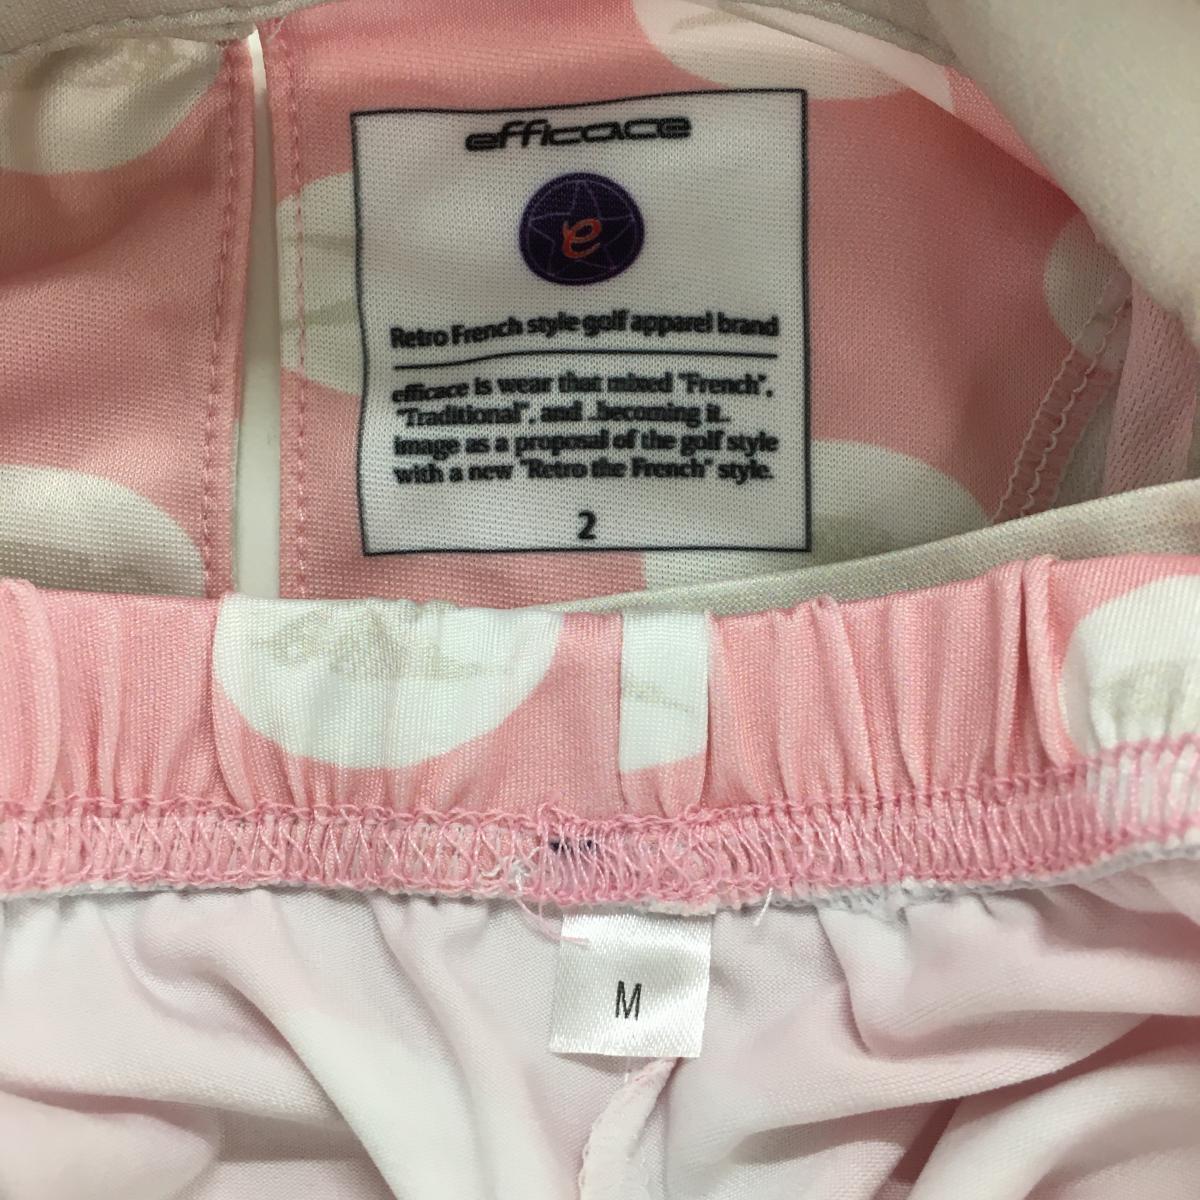 efficace
e
Retro French style golf apparel brand
efficace is wear that mixed "French",
"Traditional", and .becoming it.
image as a proposal of the golf style
with a new "Retro the French" style.
2
M